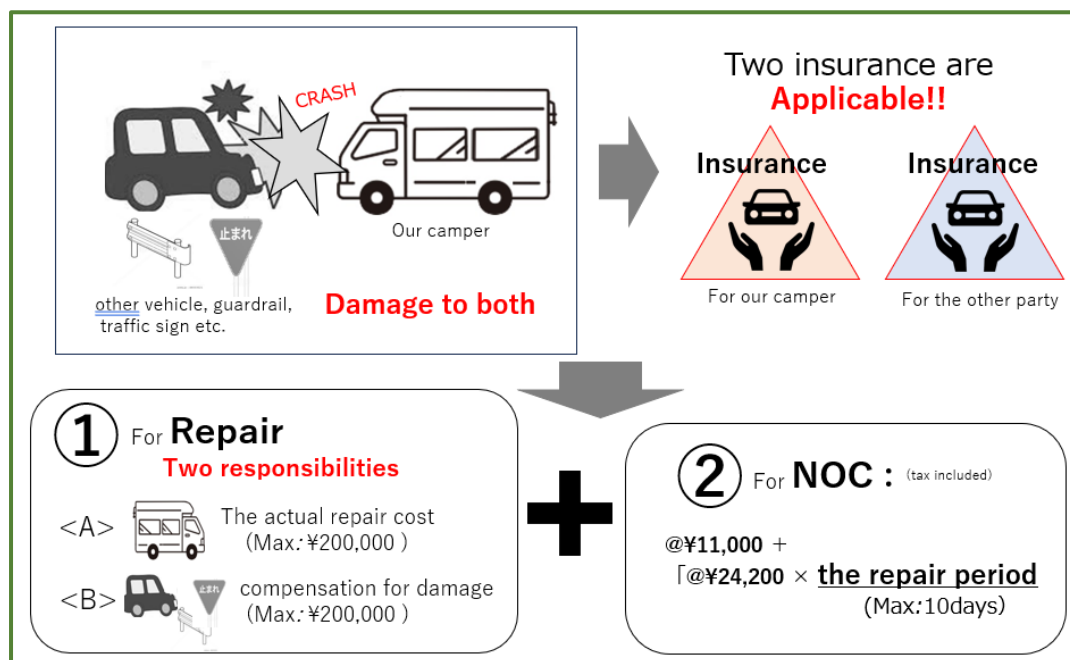 CRASH
止まれ
Our camper
other vehicle, guardrail,
traffic sign etc.
Damage to both
Two insurance are
Applicable!!
Insurance
For our camper
Insurance
For the other party
① For Repair
Two responsibilities
<A> The actual repair cost
(Max:¥200,000 )
<B> 止まれ compensation for damage
(Max:¥200,000 )
+
② For NOC : (tax included)
@¥11,000 +
「@¥24,200 × the repair period
(Max:10days)